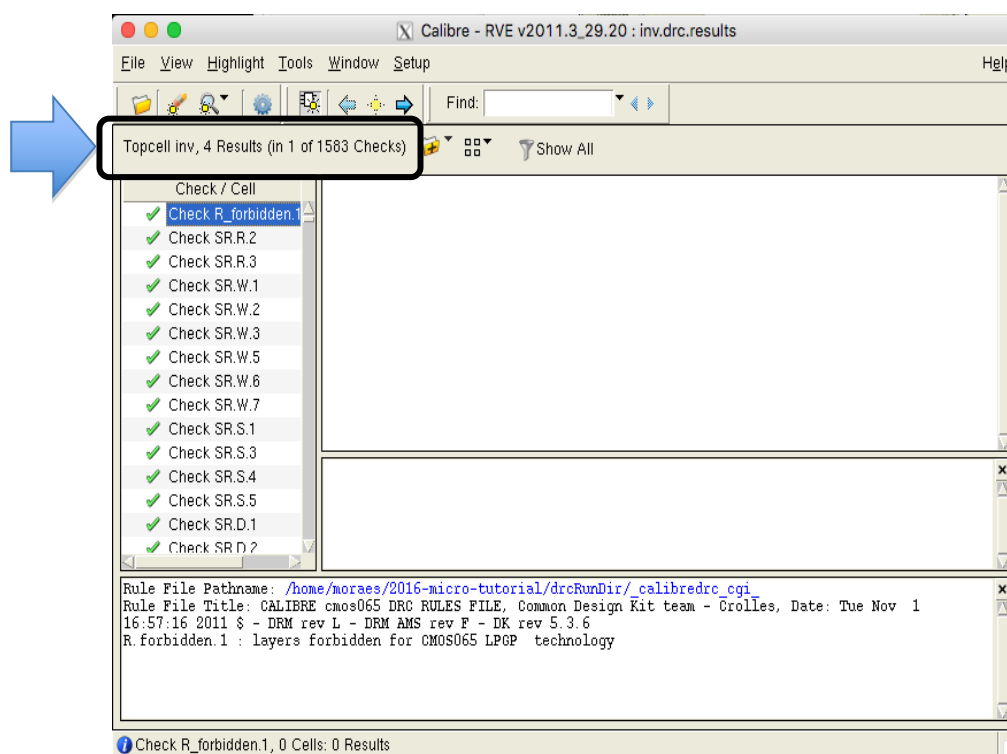 Calibre - RVE v2011.3_29.20 : inv.drc.results
File View Highlight Tools Window Setup Help
Find:
Topcell inv, 4 Results (in 1 of 1583 Checks) Show All
Check / Cell
Check R_forbidden.1
Check SR.R.2
Check SR.R.3
Check SR.W.1
Check SR.W.2
Check SR.W.3
Check SR.W.5
Check SR.W.6
Check SR.W.7
Check SR.S.1
Check SR.S.3
Check SR.S.4
Check SR.S.5
Check SR.D.1
Check SR.D.2
Rule File Pathname: /home/moraes/2016-micro-tutorial/drcRunDir/_calibredrc_cgi_
Rule File Title: CALIBRE cmos065 DRC RULES FILE, Common Design Kit team - Crolles, Date: Tue Nov 1
16:57:16 2011 $ - DRM rev L - DRM AMS rev F - DK rev 5.3.6
R.forbidden.1 : layers forbidden for CMOS065 LPGP technology
Check R_forbidden.1, 0 Cells: 0 Results